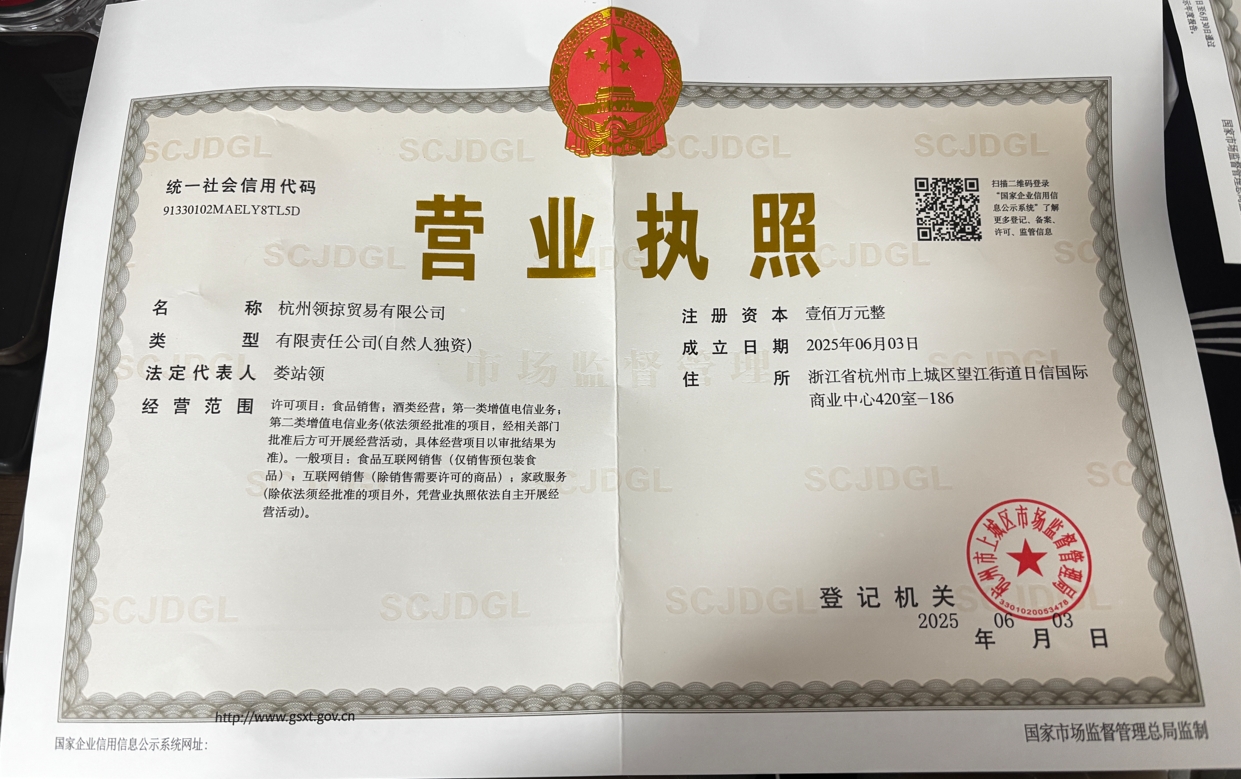 统一社会信用代码
91330102MAELY8TL5D
营业执照
扫描二维码登录
“国家企业信用信
息公示系统”了解
更多登记、备案、
许可、监管信息
名称 杭州领掠贸易有限公司
类型 有限责任公司(自然人独资)
法定代表人 娄站领
经营范围 许可项目：食品销售；酒类经营；第一类增值电信业务；
第二类增值电信业务(依法须经批准的项目，经相关部门
批准后方可开展经营活动，具体经营项目以审批结果为
准)。一般项目：食品互联网销售（仅销售预包装食
品）；互联网销售（除销售需要许可的商品）；家政服务
(除依法须经批准的项目外，凭营业执照依法自主开展经
营活动)。
注册资本 壹佰万元整
成立日期 2025年06月03日
住所 浙江省杭州市上城区望江街道日信国际
商业中心420室-186
登记机关
杭州市上城区市场监督管理局
3301020053478
2025年06月03日
http://www.gsxt.gov.cn
国家企业信用信息公示系统网址：
国家市场监督管理总局监制
SCJDGL
市场监督管理